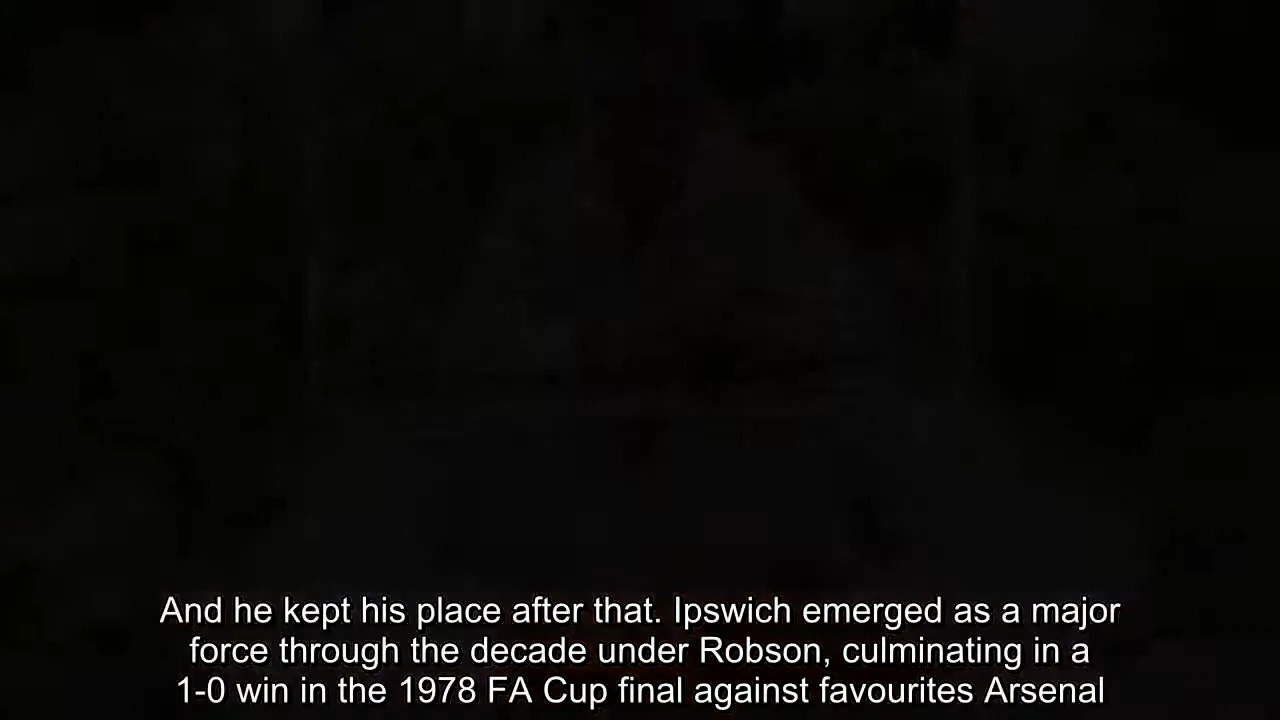 And he kept his place after that. Ipswich emerged as a major
force through the decade under Robson, culminating in a
1-0 win in the 1978 FA Cup final against favourites Arsenal